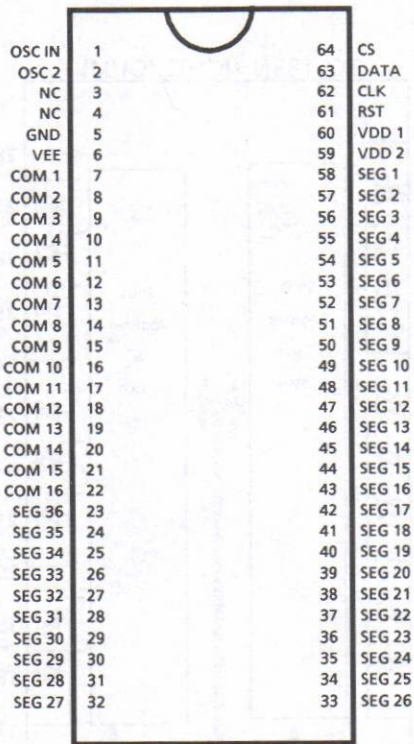 OSC IN 1 64 CS
OSC 2 2 63 DATA
NC 3 62 CLK
NC 4 61 RST
GND 5 60 VDD 1
VEE 6 59 VDD 2
COM 1 7 58 SEG 1
COM 2 8 57 SEG 2
COM 3 9 56 SEG 3
COM 4 10 55 SEG 4
COM 5 11 54 SEG 5
COM 6 12 53 SEG 6
COM 7 13 52 SEG 7
COM 8 14 51 SEG 8
COM 9 15 50 SEG 9
COM 10 16 49 SEG 10
COM 11 17 48 SEG 11
COM 12 18 47 SEG 12
COM 13 19 46 SEG 13
COM 14 20 45 SEG 14
COM 15 21 44 SEG 15
COM 16 22 43 SEG 16
SEG 36 23 42 SEG 17
SEG 35 24 41 SEG 18
SEG 34 25 40 SEG 19
SEG 33 26 39 SEG 20
SEG 32 27 38 SEG 21
SEG 31 28 37 SEG 22
SEG 30 29 36 SEG 23
SEG 29 30 35 SEG 24
SEG 28 31 34 SEG 25
SEG 27 32 33 SEG 26